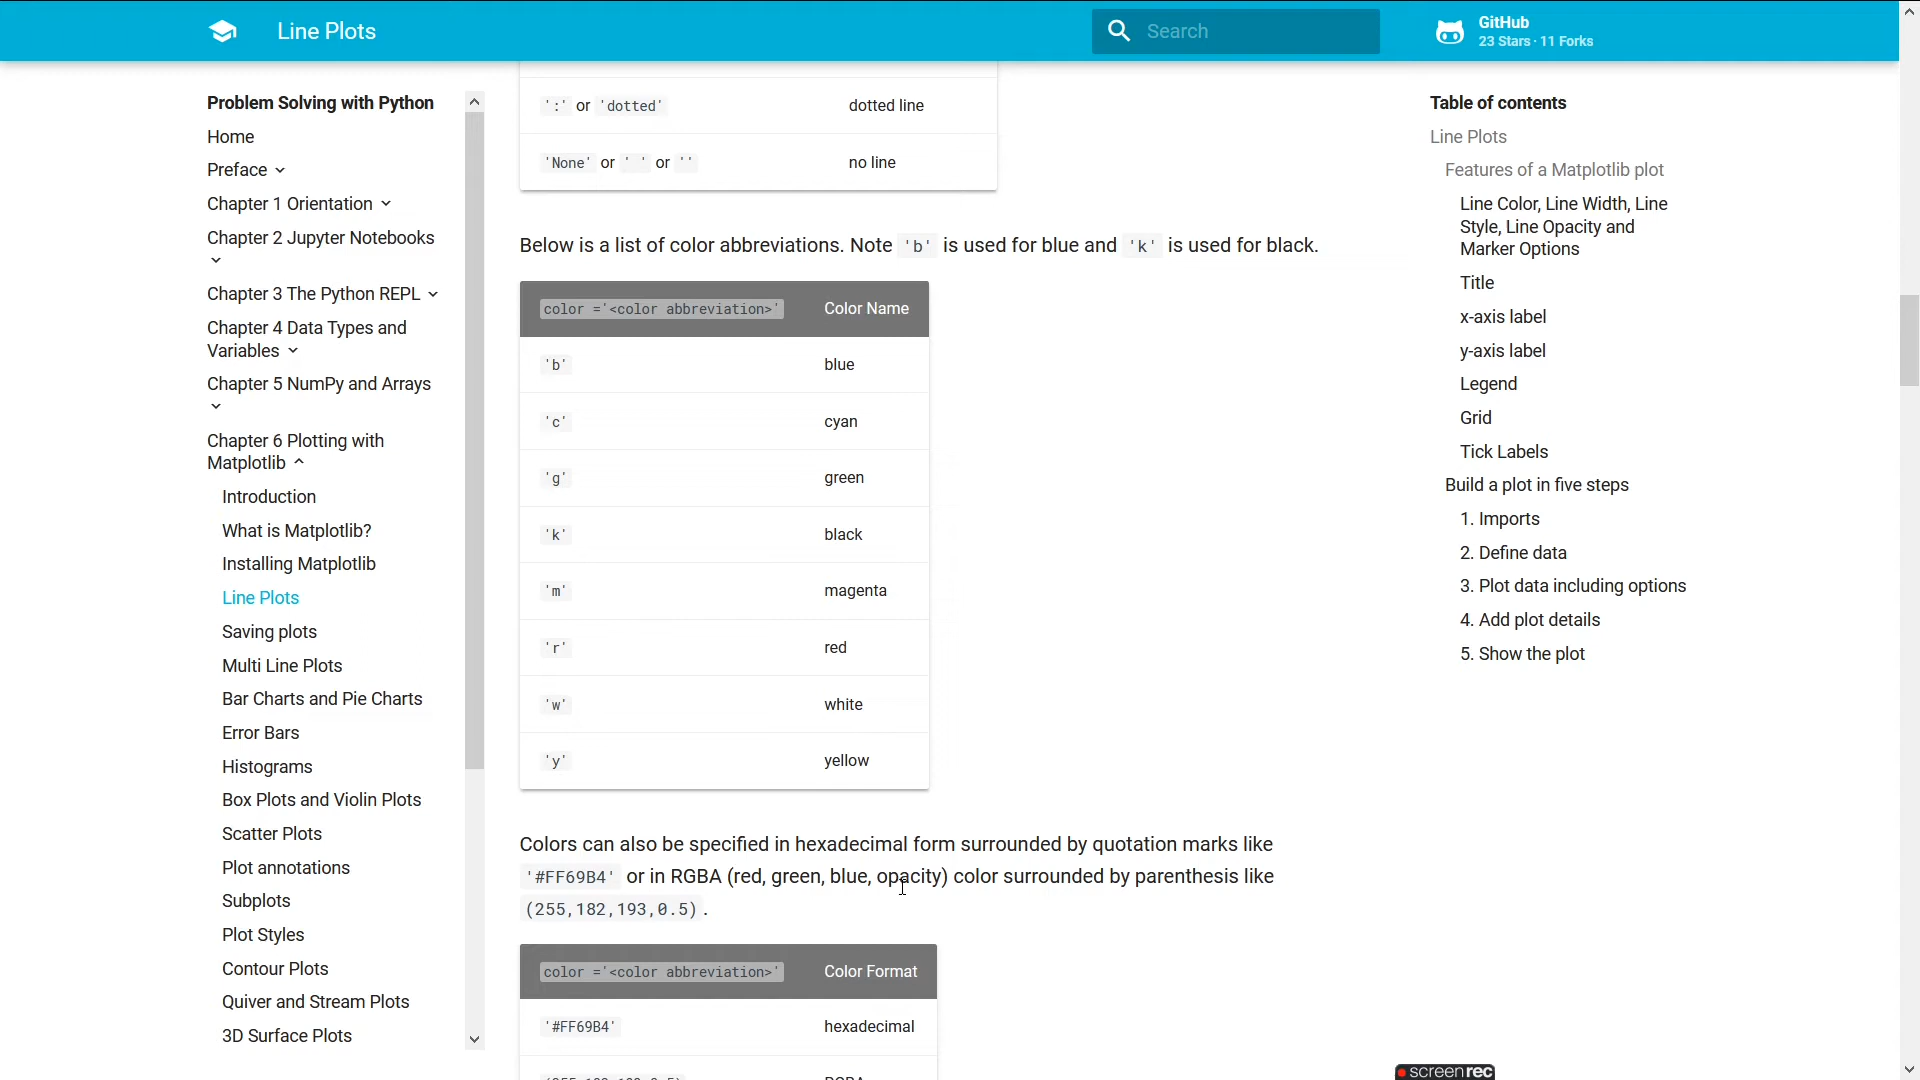 Line Plots
Search
GitHub
23 Stars · 11 Forks
Problem Solving with Python
Home
Preface
Chapter 1 Orientation
Chapter 2 Jupyter Notebooks
Chapter 3 The Python REPL
Chapter 4 Data Types and
Variables
Chapter 5 NumPy and Arrays
Chapter 6 Plotting with
Matplotlib
Introduction
What is Matplotlib?
Installing Matplotlib
Line Plots
Saving plots
Multi Line Plots
Bar Charts and Pie Charts
Error Bars
Histograms
Box Plots and Violin Plots
Scatter Plots
Plot annotations
Subplots
Plot Styles
Contour Plots
Quiver and Stream Plots
3D Surface Plots
':' or 'dotted' dotted line
'None' or ' ' or '' no line
Below is a list of color abbreviations. Note 'b' is used for blue and 'k' is used for black.
color ='<color abbreviation>' Color Name
'b' blue
'c' cyan
'g' green
'k' black
'm' magenta
'r' red
'w' white
'y' yellow
Colors can also be specified in hexadecimal form surrounded by quotation marks like
'#FF69B4' or in RGBA (red, green, blue, opacity) color surrounded by parenthesis like
(255,182,193,0.5).
color ='<color abbreviation>' Color Format
'#FF69B4' hexadecimal
Table of contents
Line Plots
Features of a Matplotlib plot
Line Color, Line Width, Line
Style, Line Opacity and
Marker Options
Title
x-axis label
y-axis label
Legend
Grid
Tick Labels
Build a plot in five steps
1. Imports
2. Define data
3. Plot data including options
4. Add plot details
5. Show the plot
screenrec